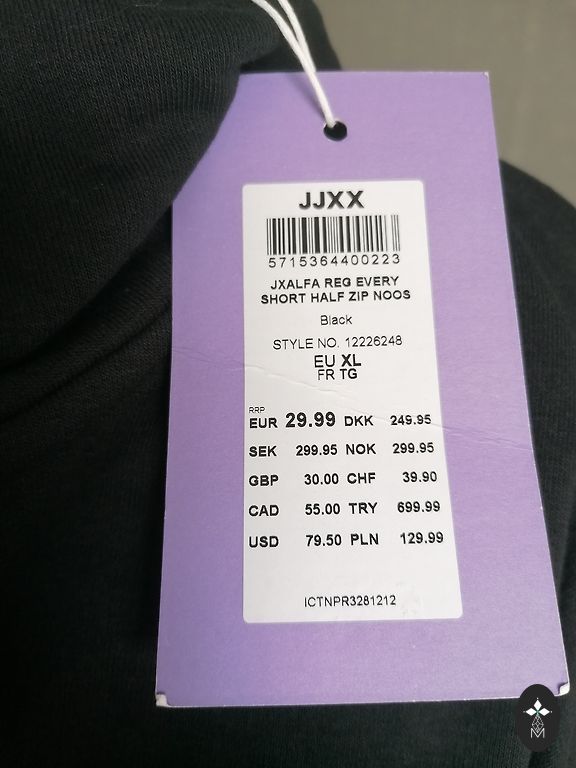 JJXX
5715364400223
JXALFA REG EVERY
SHORT HALF ZIP NOOS
Black
STYLE NO. 12226248
EU XL
FR TG
RRP
EUR 29.99 DKK 249.95
SEK 299.95 NOK 299.95
GBP 30.00 CHF 39.90
CAD 55.00 TRY 699.99
USD 79.50 PLN 129.99
ICTNPR3281212
M